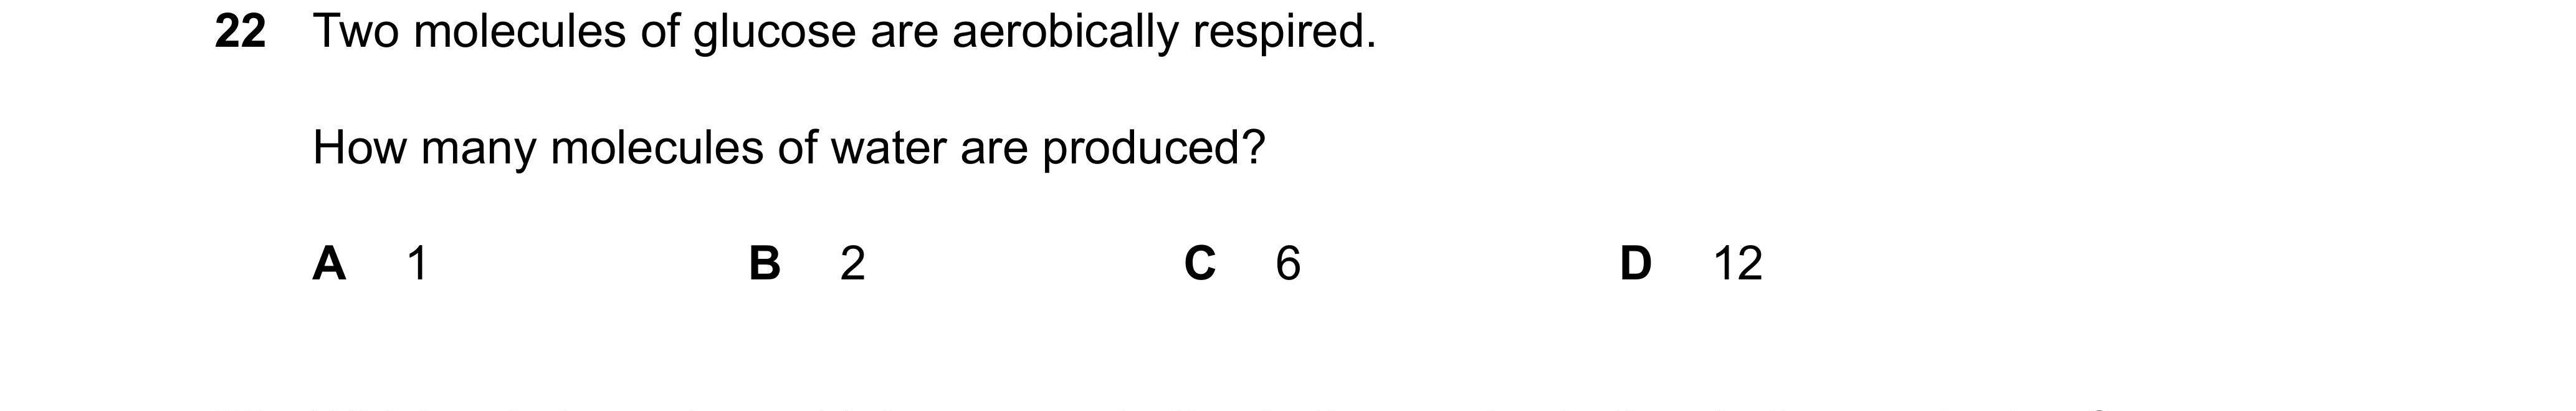 22 Two molecules of glucose are aerobically respired.
How many molecules of water are produced?
A 1 B 2 C 6 D 12